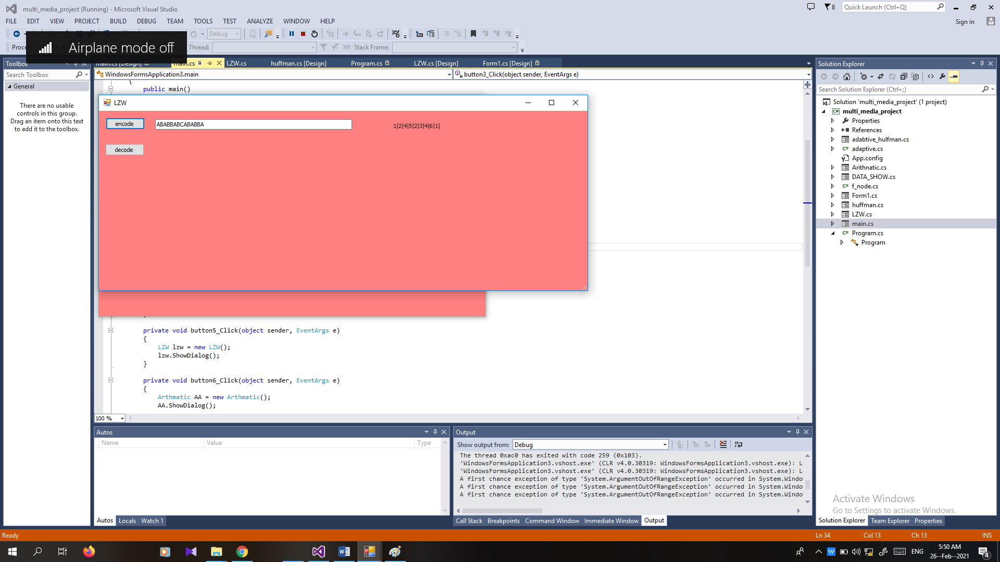 multi_media_project (Running) - Microsoft Visual Studio
8
Quick Launch (Ctrl+Q)
FILE EDIT VIEW PROJECT BUILD DEBUG TEAM TOOLS TEST ANALYZE WINDOW HELP
Sign in
Debug
Airplane mode off
Thread:
Stack Frame:
Toolbox
main.cs [Design] main.cs LZW.cs huffman.cs [Design] Program.cs LZW.cs [Design] Form1.cs [Design]
Search Toolbox
General
There are no usable
controls in this group.
Drag an item onto this text
to add it to the toolbox.
WindowsFormsApplication3.main
button3_Click(object sender, EventArgs e)
{
public main()
LZW
encode
ABABBABCABABBA
1|2|4|5|2|3|4|6|1|
decode
private void button5_Click(object sender, EventArgs e)
{
LZW lzw = new LZW();
lzw.ShowDialog();
}
private void button6_Click(object sender, EventArgs e)
{
Arthmatic AA = new Arthmatic();
AA.ShowDialog();
100 %
Autos
Name Value Type
Autos Locals Watch 1
Output
Show output from: Debug
The thread 0xac0 has exited with code 259 (0x103).
'WindowsFormsApplication3.vshost.exe' (CLR v4.0.30319: WindowsFormsApplication3.vshost.exe): L
'WindowsFormsApplication3.vshost.exe' (CLR v4.0.30319: WindowsFormsApplication3.vshost.exe): L
A first chance exception of type 'System.ArgumentOutOfRangeException' occurred in System.Windo
A first chance exception of type 'System.ArgumentOutOfRangeException' occurred in System.Windo
A first chance exception of type 'System.ArgumentOutOfRangeException' occurred in System.Windo
Call Stack Breakpoints Command Window Immediate Window Output
Solution Explorer
Search Solution Explorer (Ctrl+;)
Solution 'multi_media_project' (1 project)
multi_media_project
Properties
References
adabtive_hulfman.cs
adaptive.cs
App.config
Arithnatic.cs
DATA_SHOW.cs
f_node.cs
Form1.cs
huffman.cs
LZW.cs
main.cs
Program.cs
Program
Activate Windows
Go to Settings to activate Windows.
Solution Explorer Team Explorer Properties
Ready
Ln 34 Col 13 Ch 13 INS
ENG
5:50 AM
26--Feb--2021
4